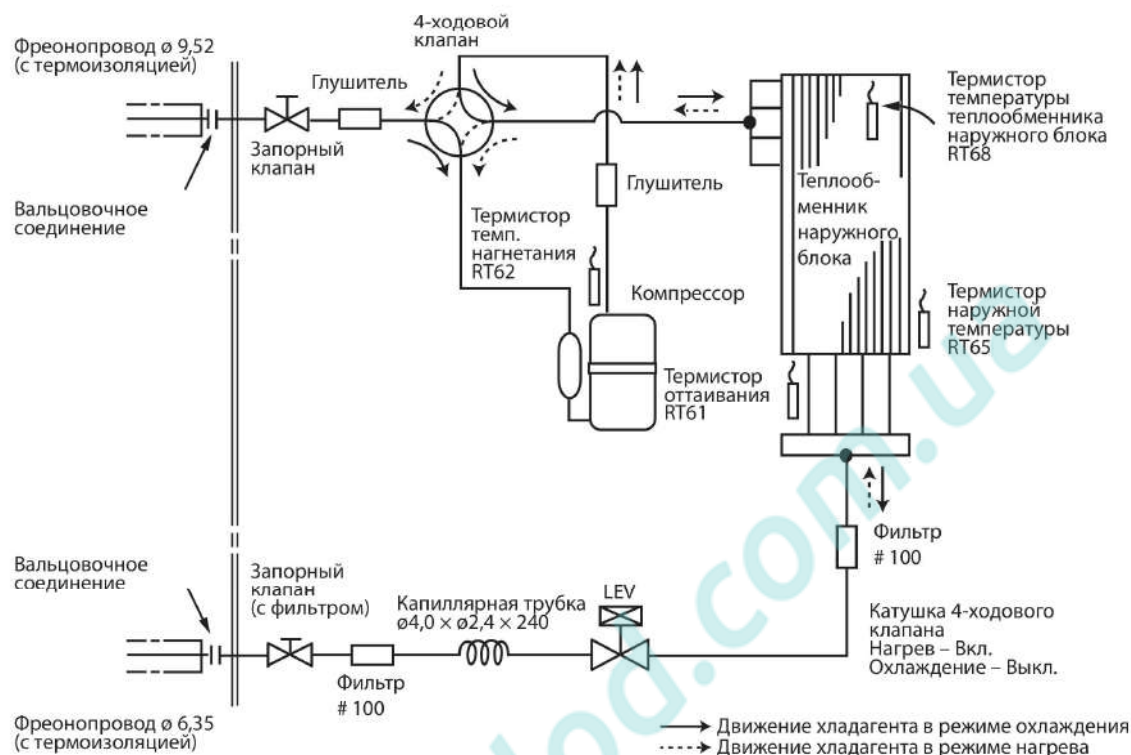 4-ходовой
клапан
Фреонопровод ø 9,52
(с термоизоляцией)
Глушитель
Запорный
клапан
Вальцовочное
соединение
Термистор
темп.
нагнетания
RT62
Глушитель
Компрессор
Термистор
оттаивания
RT61
Теплооб-
менник
наружного
блока
Термистор
температуры
теплообменника
наружного блока
RT68
Термистор
наружной
температуры
RT65
Фильтр
# 100
Вальцовочное
соединение
Запорный
клапан
(с фильтром)
Капиллярная трубка
ø4,0 × ø2,4 × 240
LEV
Катушка 4-ходового
клапана
Нагрев – Вкл.
Охлаждение – Выкл.
Фильтр
# 100
Фреонопровод ø 6,35
(с термоизоляцией)
Движение хладагента в режиме охлаждения
Движение хладагента в режиме нагрева
od.com.ua